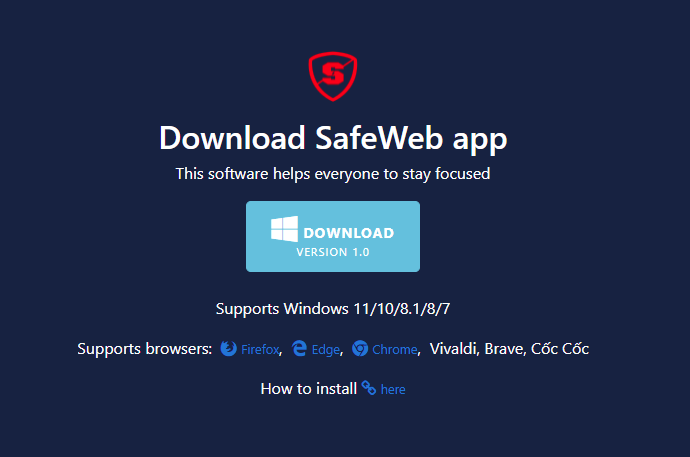 S
Download SafeWeb app
This software helps everyone to stay focused
DOWNLOAD
VERSION 1.0
Supports Windows 11/10/8.1/8/7
Supports browsers: Firefox, Edge, Chrome, Vivaldi, Brave, Cốc Cốc
How to install here